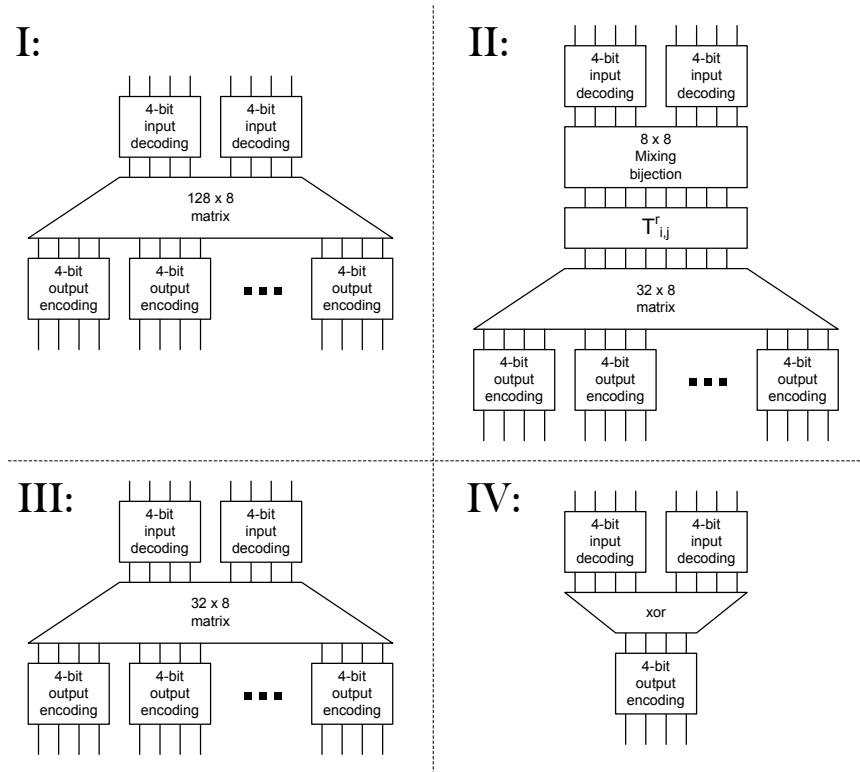 I:
4-bit
input
decoding
4-bit
input
decoding
128 x 8
matrix
4-bit
output
encoding
4-bit
output
encoding
4-bit
output
encoding
II:
4-bit
input
decoding
4-bit
input
decoding
8 x 8
Mixing
bijection
T^r_{i,j}
32 x 8
matrix
4-bit
output
encoding
4-bit
output
encoding
4-bit
output
encoding
III:
4-bit
input
decoding
4-bit
input
decoding
32 x 8
matrix
4-bit
output
encoding
4-bit
output
encoding
4-bit
output
encoding
IV:
4-bit
input
decoding
4-bit
input
decoding
xor
4-bit
output
encoding